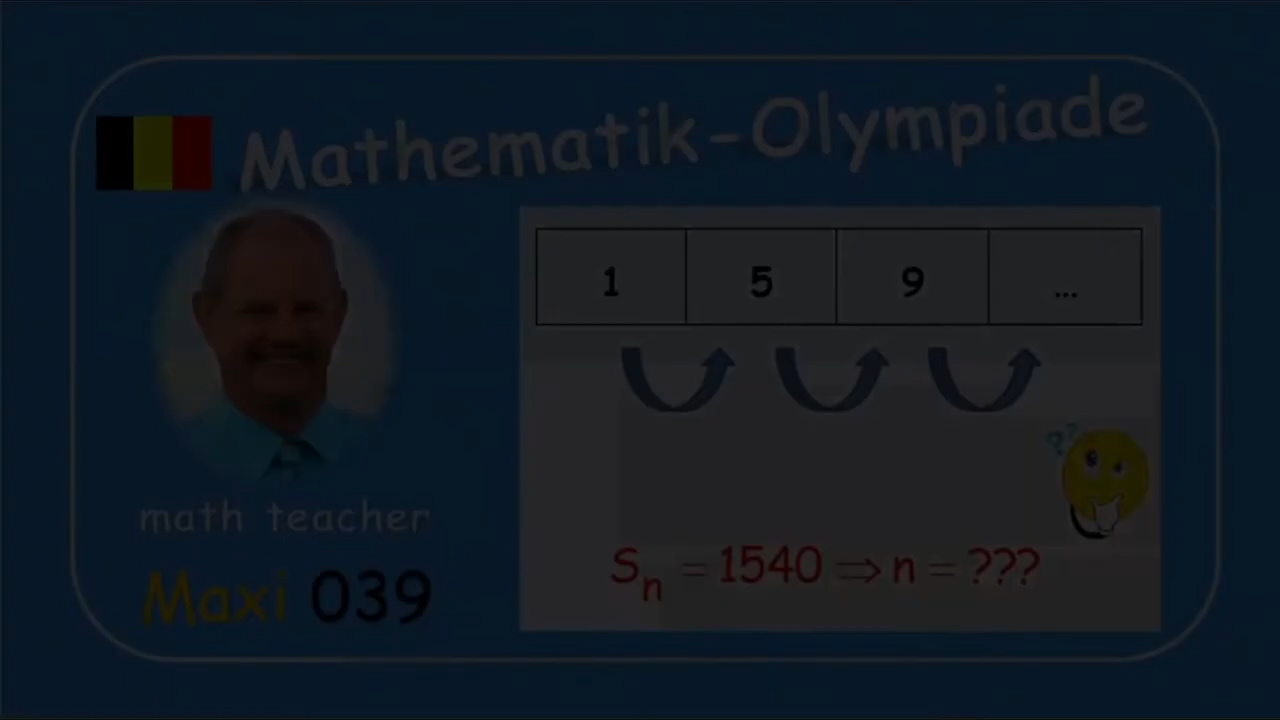 Mathematik-Olympiade
1 5 9 ...
??
math teacher
Sn = 1540 ⇒ n = ???
Maxi 039